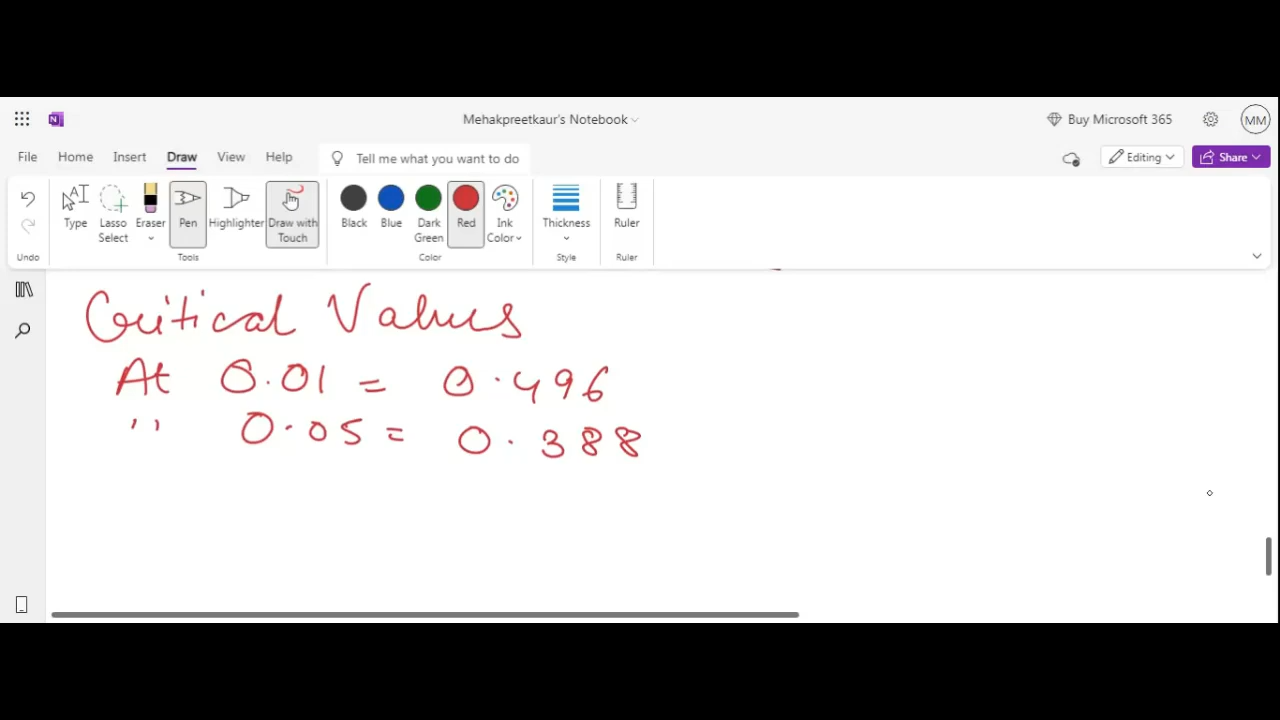 Mehakpreetkaur's Notebook
Buy Microsoft 365
MM
File Home Insert Draw View Help Tell me what you want to do
Editing Share
Type Lasso Select Eraser Pen Highlighter Draw with Touch Black Blue Dark Green Red Ink Color Thickness Ruler
Undo Tools Color Style Ruler
Critical Values
At 0.01 = 0.496
" 0.05 = 0.388